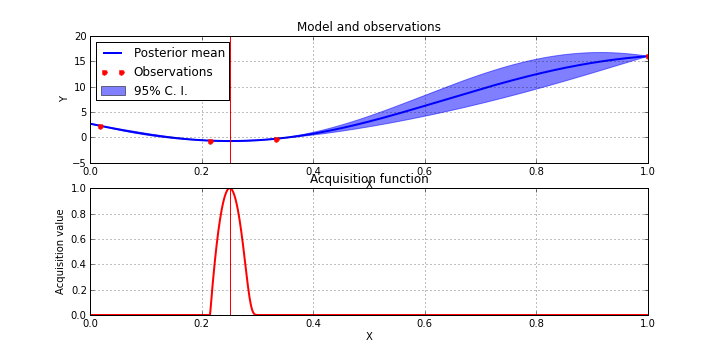 Model and observations
20
15
10
5
0
−5
Y
Posterior mean
Observations
95% C. I.
0.0 0.2 0.4 0.6 0.8 1.0
X
Acquisition function
1.0
0.8
0.6
0.4
0.2
0.0
Acquisition value
0.0 0.2 0.4 0.6 0.8 1.0
X